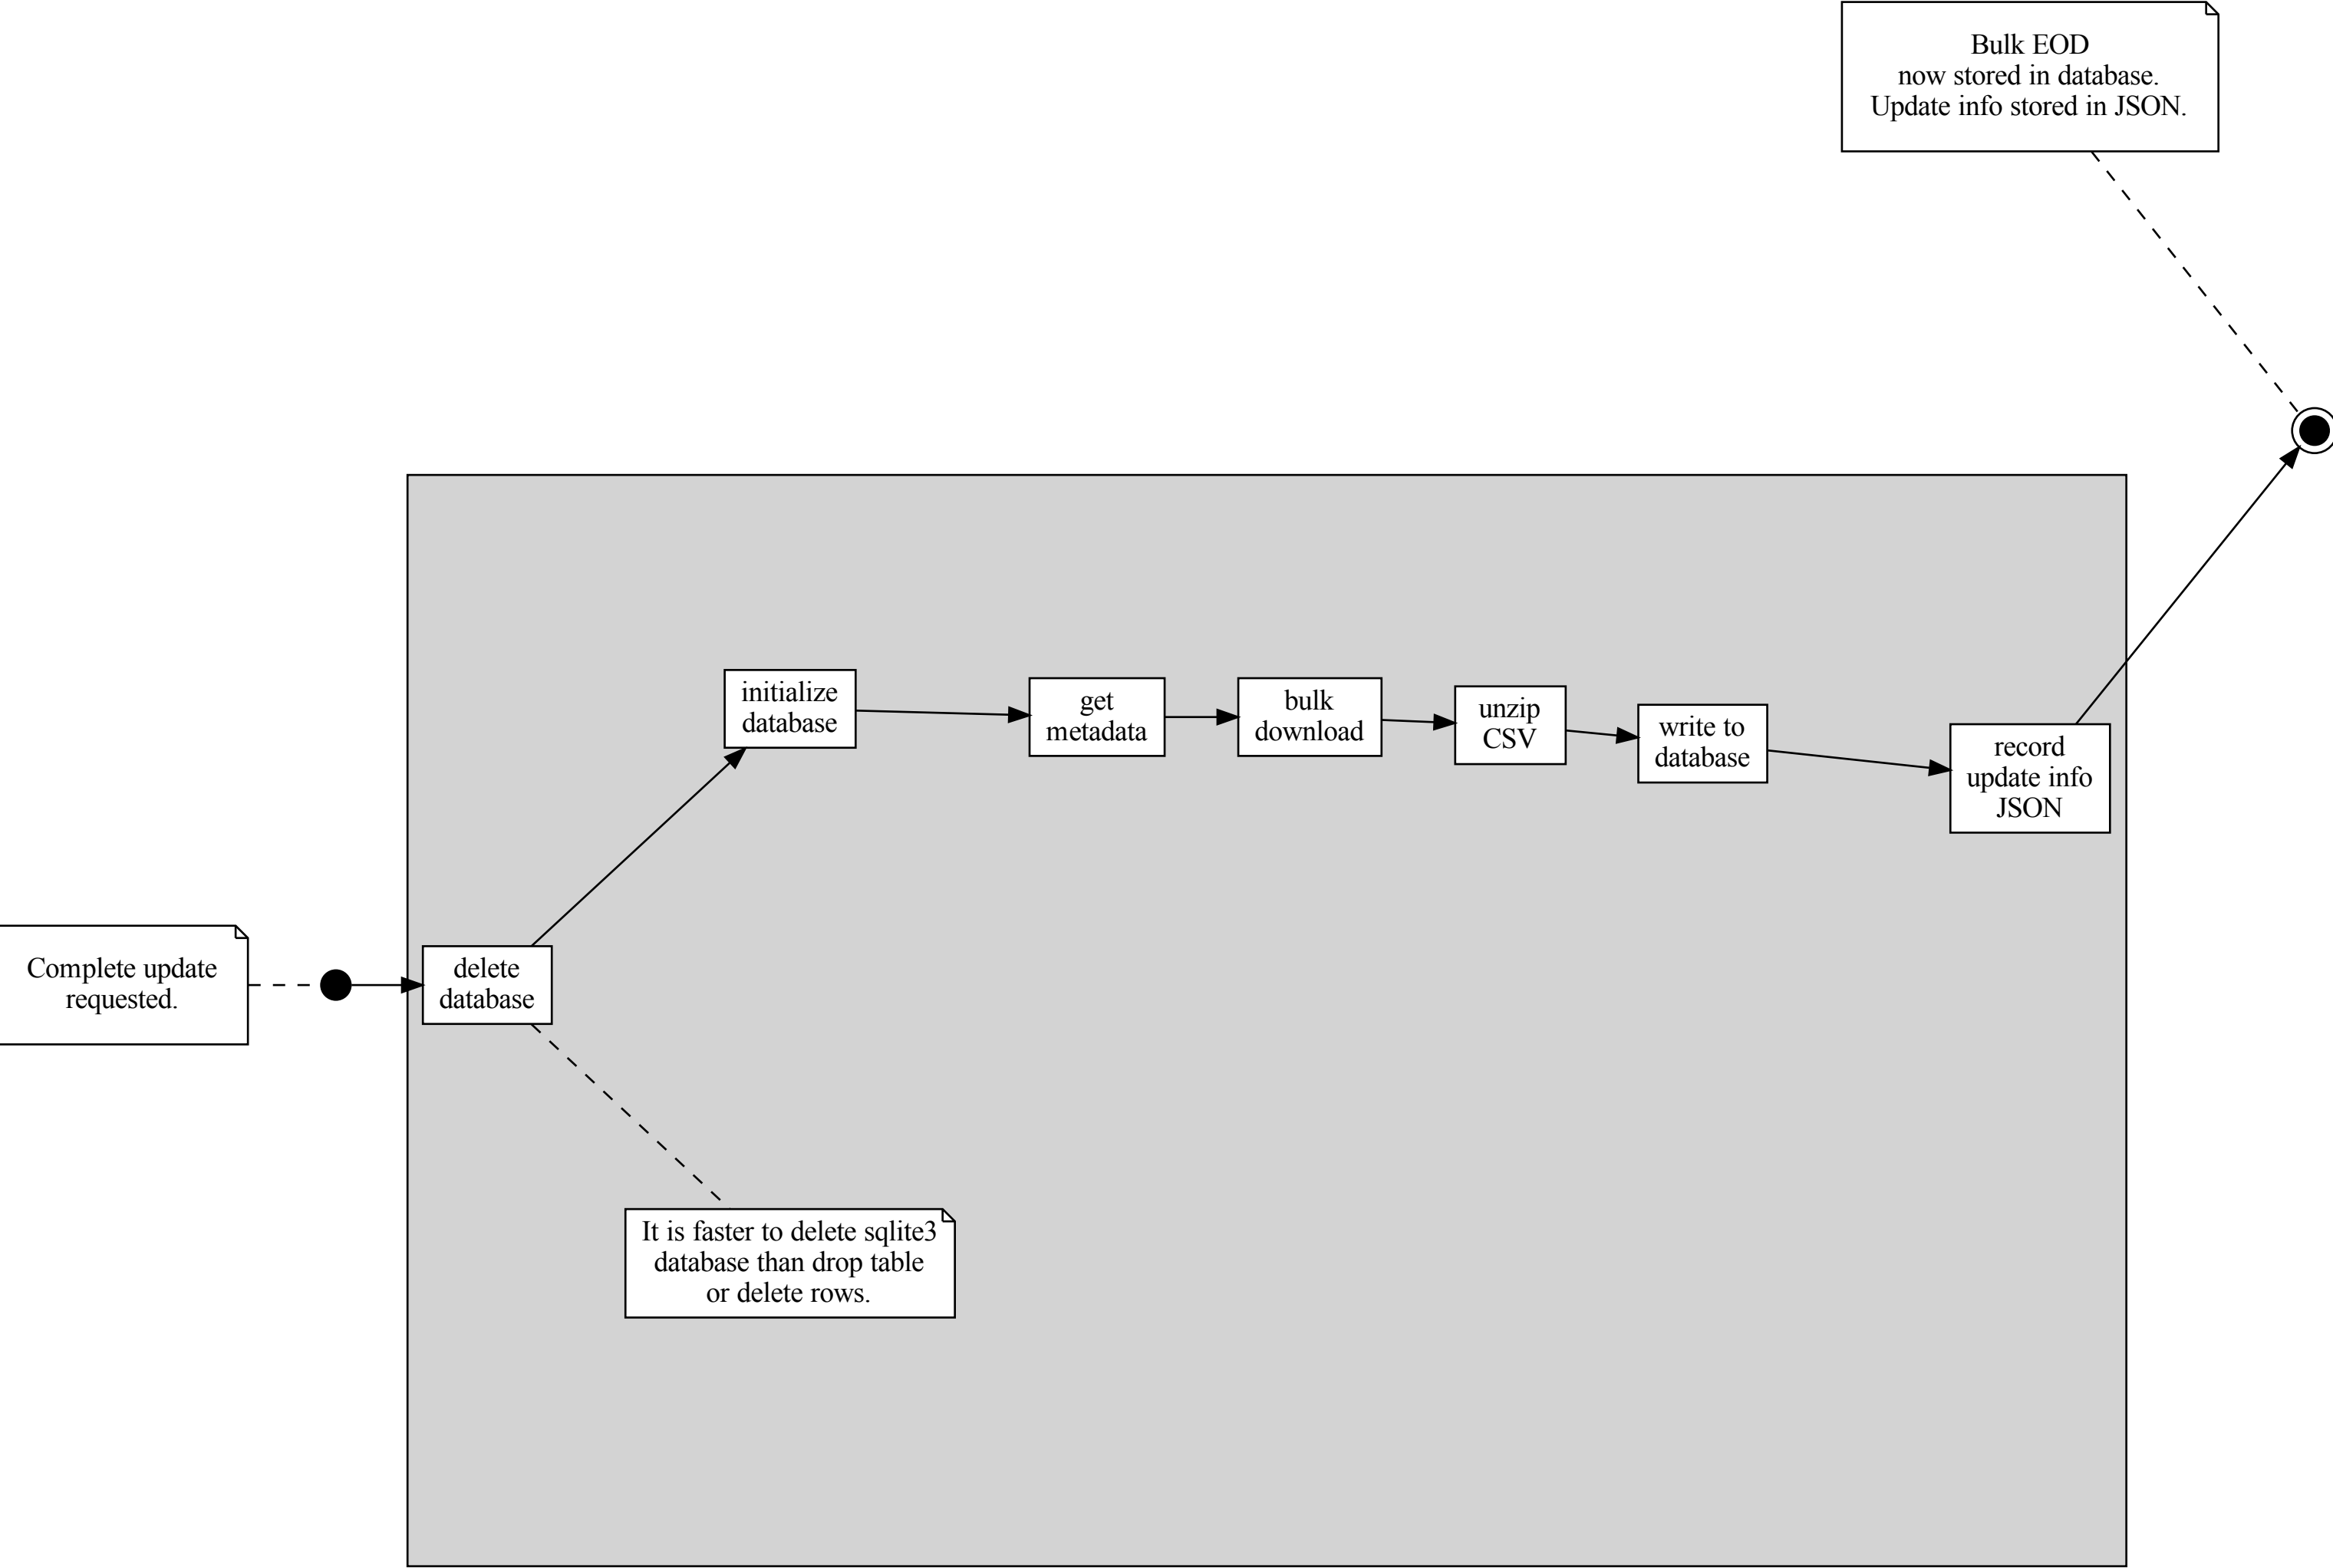 Bulk EOD
now stored in database.
Update info stored in JSON.
initialize
database
get
metadata
bulk
download
unzip
CSV
write to
database
record
update info
JSON
Complete update
requested.
delete
database
It is faster to delete sqlite3
database than drop table
or delete rows.